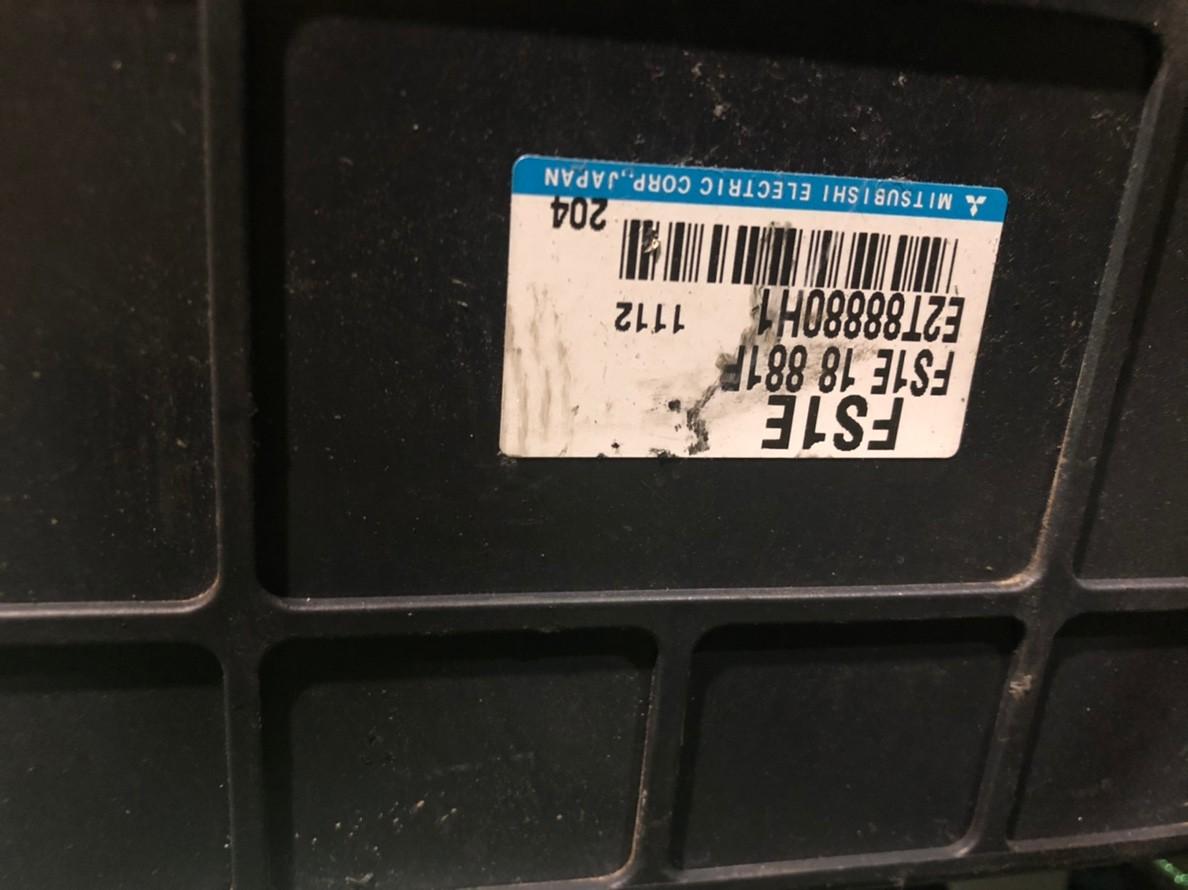 FS1E
FS1E 18 881F
E2T88880H1 1112
204
MITSUBISHI ELECTRIC CORP.,JAPAN